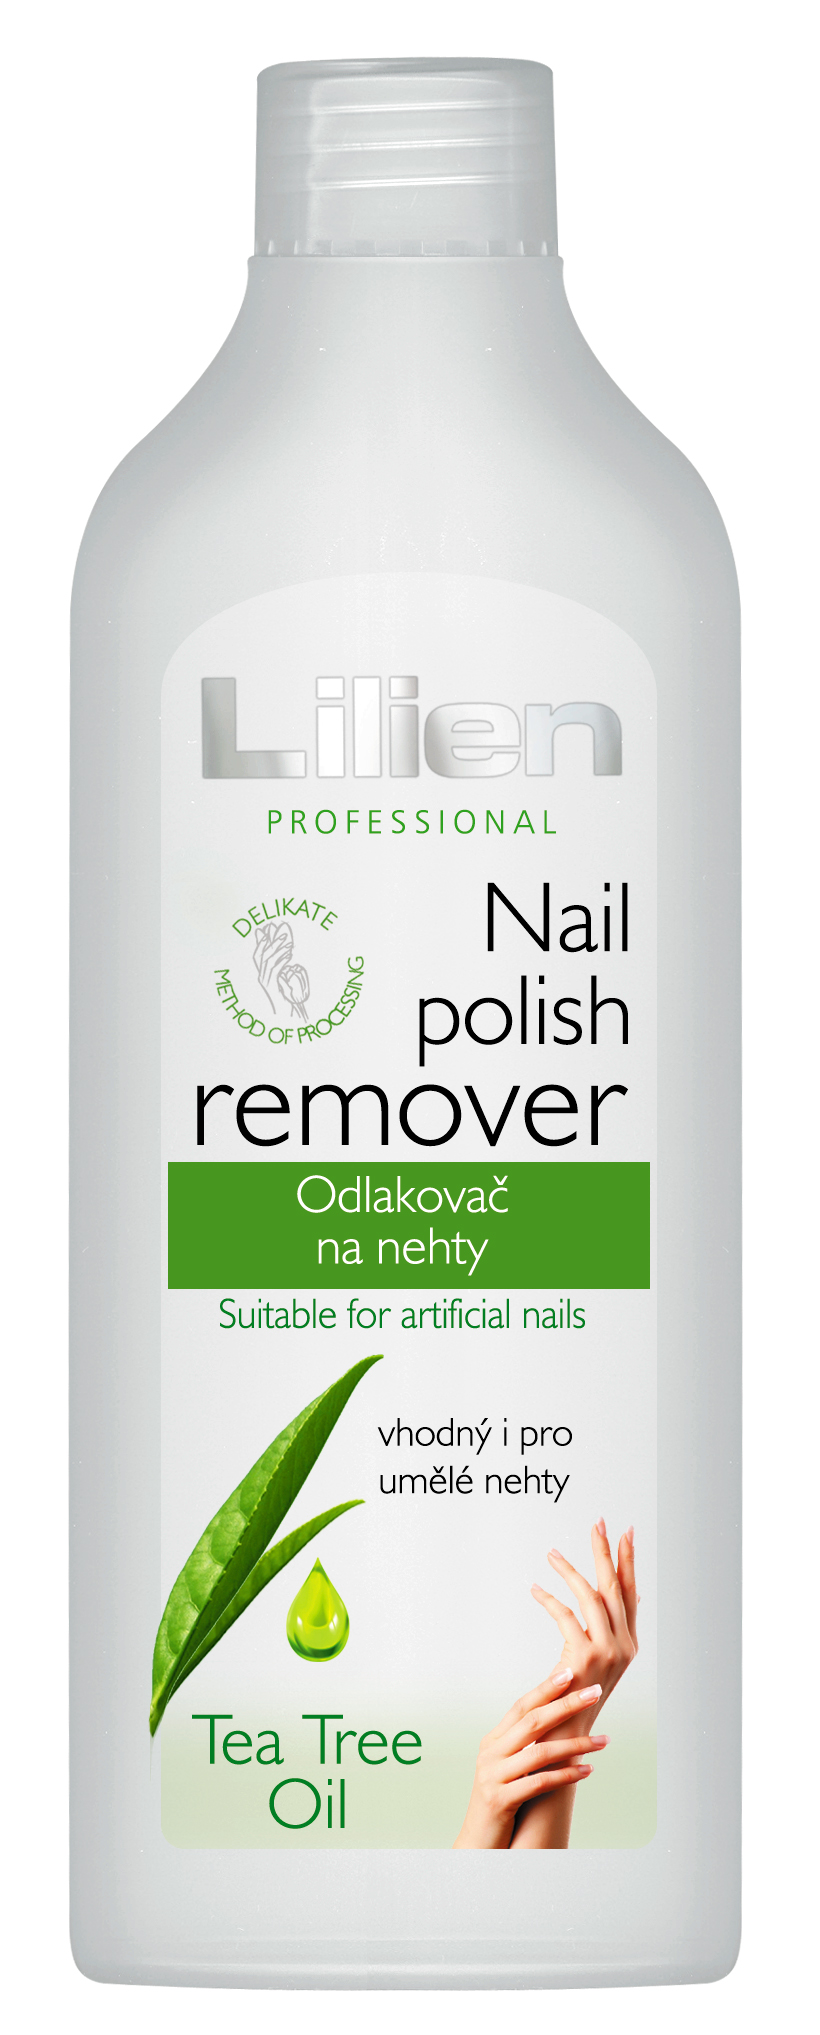 Lilien
PROFESSIONAL
DELIKATE
METHOD OF PROCESSING
Nail
polish
remover
Odlakovač
na nehty
Suitable for artificial nails
vhodný i pro
umělé nehty
Tea Tree
Oil